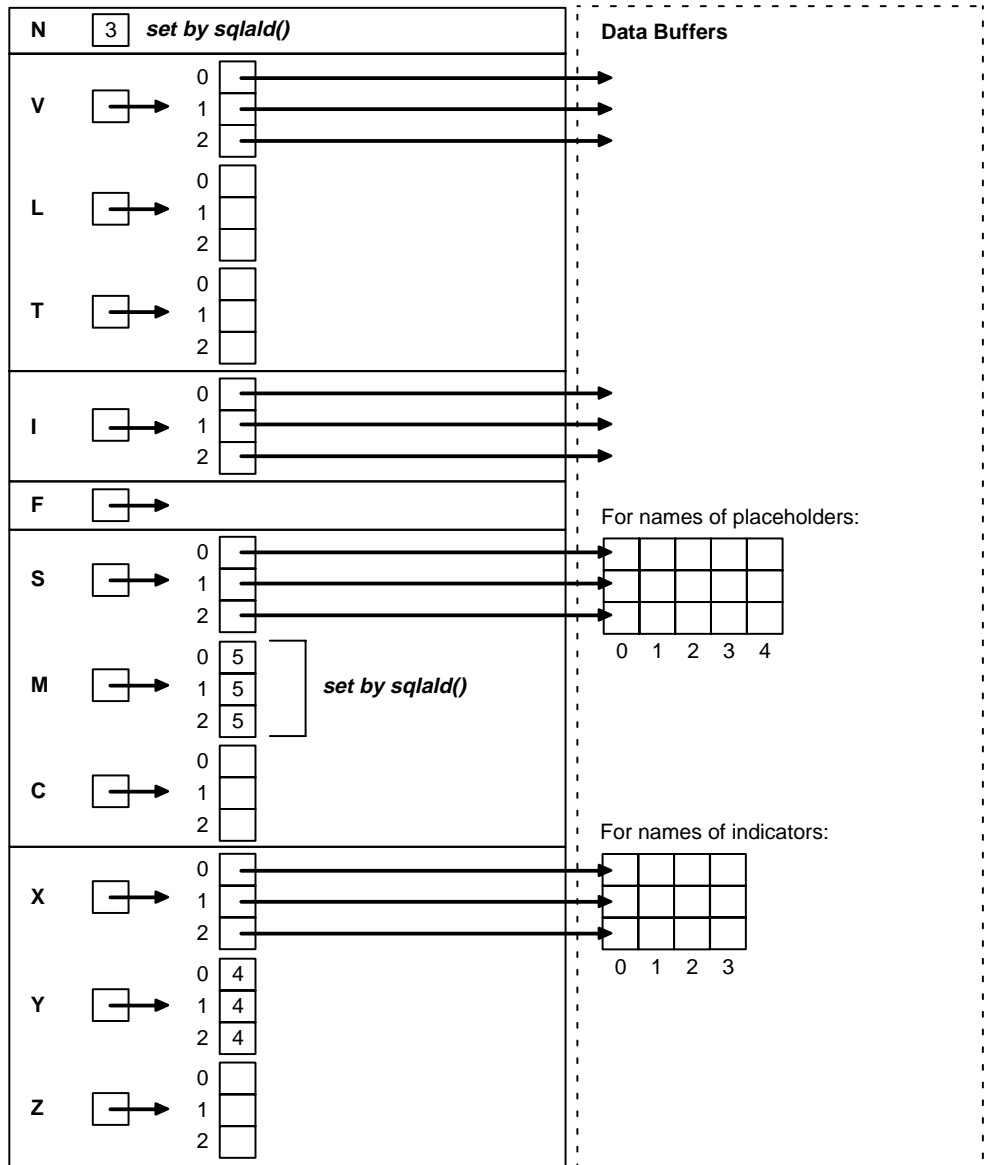 N 3 set by sqlald()
Data Buffers
0
V 1
2
0
L 1
2
0
T 1
2
0
I 1
2
F
For names of placeholders:
0
S 1
2
0 1 2 3 4
0 5
M 1 5 set by sqlald()
2 5
0
C 1
2
For names of indicators:
0
X 1
2
0 1 2 3
0 4
Y 1 4
2 4
0
Z 1
2